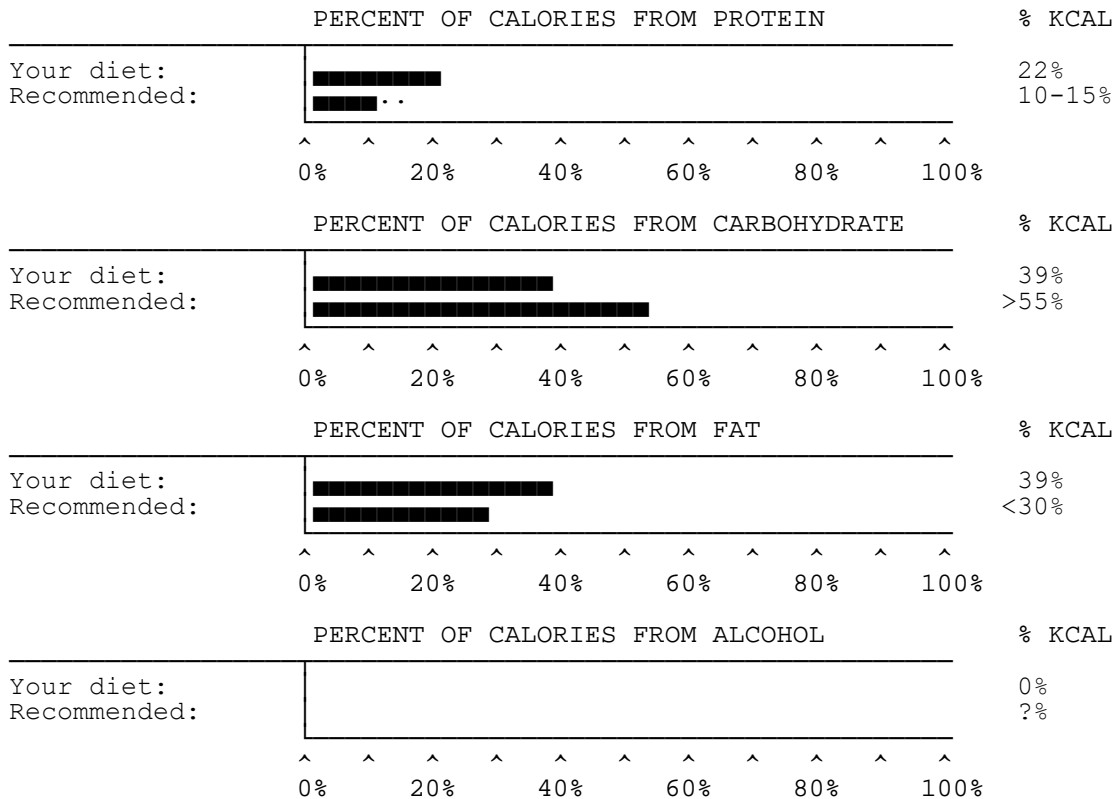 PERCENT OF CALORIES FROM PROTEIN % KCAL
Your diet: 22%
Recommended: 10-15%
^ ^ ^ ^ ^ ^ ^ ^ ^ ^ ^
0% 20% 40% 60% 80% 100%
PERCENT OF CALORIES FROM CARBOHYDRATE % KCAL
Your diet: 39%
Recommended: >55%
^ ^ ^ ^ ^ ^ ^ ^ ^ ^ ^
0% 20% 40% 60% 80% 100%
PERCENT OF CALORIES FROM FAT % KCAL
Your diet: 39%
Recommended: <30%
^ ^ ^ ^ ^ ^ ^ ^ ^ ^ ^
0% 20% 40% 60% 80% 100%
PERCENT OF CALORIES FROM ALCOHOL % KCAL
Your diet: 0%
Recommended: ?%
^ ^ ^ ^ ^ ^ ^ ^ ^ ^ ^
0% 20% 40% 60% 80% 100%